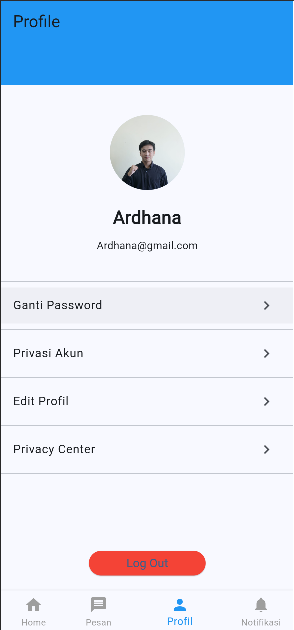 Profile
Ardhana
Ardhana@gmail.com
Ganti Password
Privasi Akun
Edit Profil
Privacy Center
Log Out
Home Pesan Profil Notifikasi